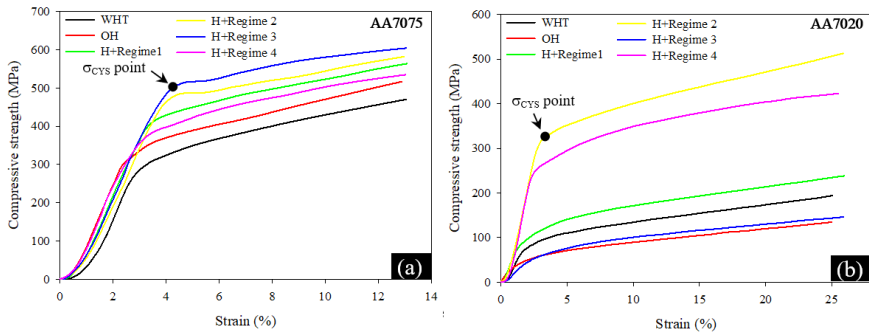 AA7075
WHT
OH
H+Regime1
H+Regime 2
H+Regime 3
H+Regime 4
σCYS point
Compressive strength (MPa)
700
600
500
400
300
200
100
0
0 2 4 6 8 10 12 14
Strain (%)
(a)
AA7020
WHT
OH
H+Regime1
H+Regime 2
H+Regime 3
H+Regime 4
σCYS point
Compressive strength (MPa)
600
500
400
300
200
100
0
0 5 10 15 20 25
Strain (%)
(b)